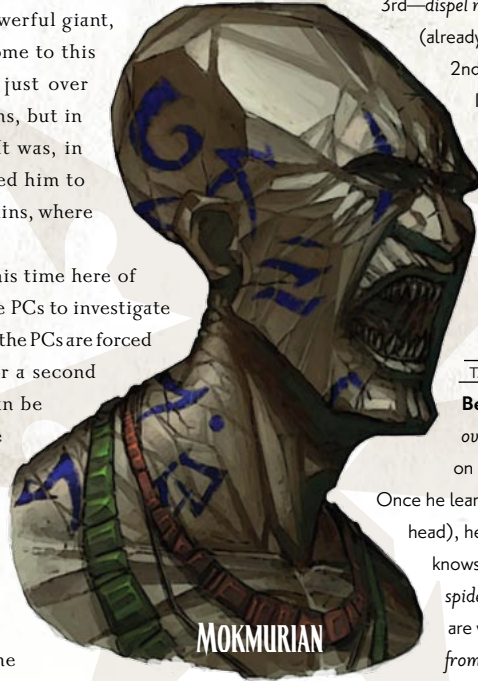 werful giant,
ome to this
just over
ns, but in
t was, in
ed him to
ins, where
his time here of
e PCs to investigate
the PCs are forced
r a second
n be
MOKMURIAN
ne
3rd—dispel
(already
2nd
Be
ov
on
Once he lear
head), he
knows
spide
are
from